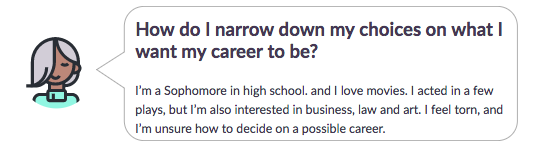 How do I narrow down my choices on what I
want my career to be?
I'm a Sophomore in high school. and I love movies. I acted in a few
plays, but I'm also interested in business, law and art. I feel torn, and
I'm unsure how to decide on a possible career.